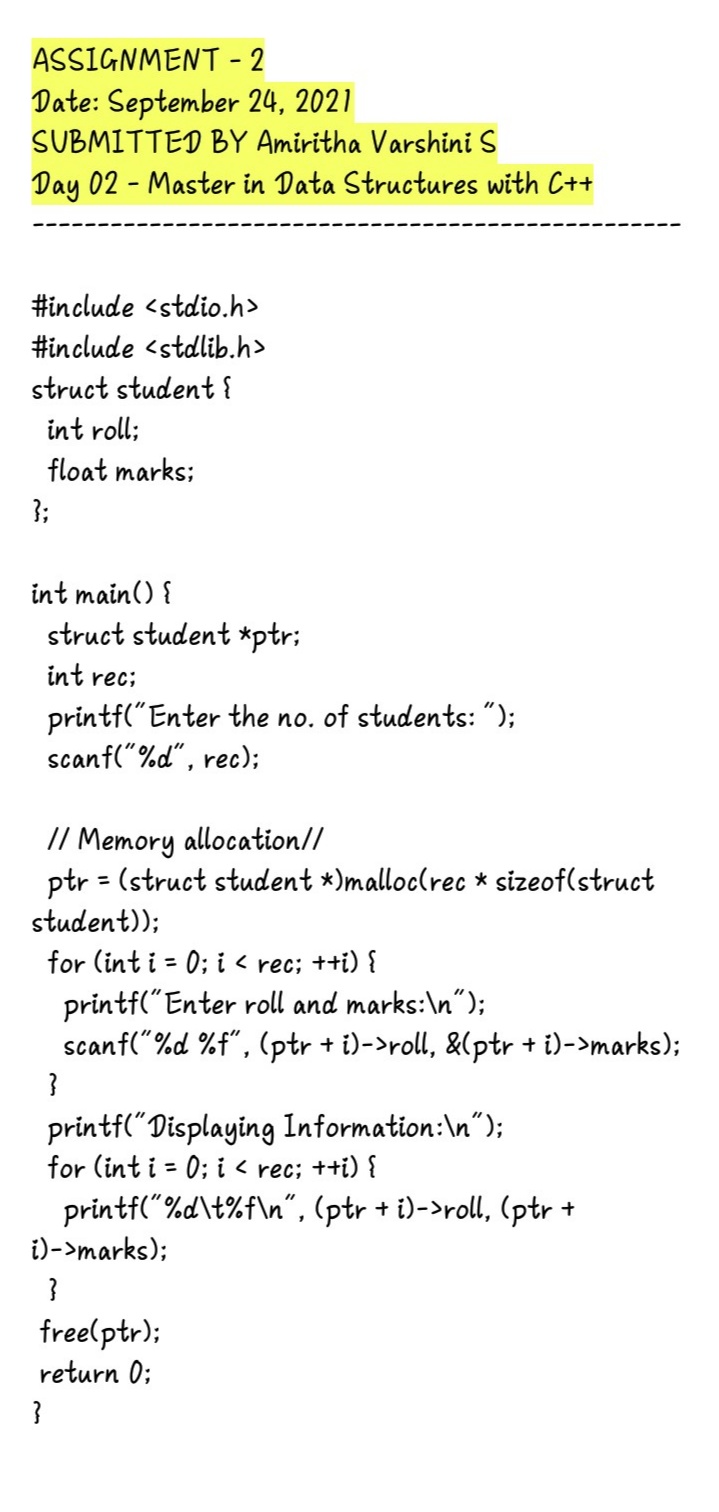 ASSIGNMENT - 2
Date: September 24, 2021
SUBMITTED BY Amiritha Varshini S
Day 02 - Master in Data Structures with C++
--------------------------------------------------
#include <stdio.h>
#include <stdlib.h>
struct student {
  int roll;
  float marks;
};

int main() {
  struct student *ptr;
  int rec;
  printf("Enter the no. of students: ");
  scanf("%d", rec);

  // Memory allocation//
  ptr = (struct student *)malloc(rec * sizeof(struct
student));
  for (int i = 0; i < rec; ++i) {
    printf("Enter roll and marks:\n");
    scanf("%d %f", (ptr + i)->roll, &(ptr + i)->marks);
  }
  printf("Displaying Information:\n");
  for (int i = 0; i < rec; ++i) {
    printf("%d\t%f\n", (ptr + i)->roll, (ptr +
i)->marks);
  }
 free(ptr);
 return 0;
}